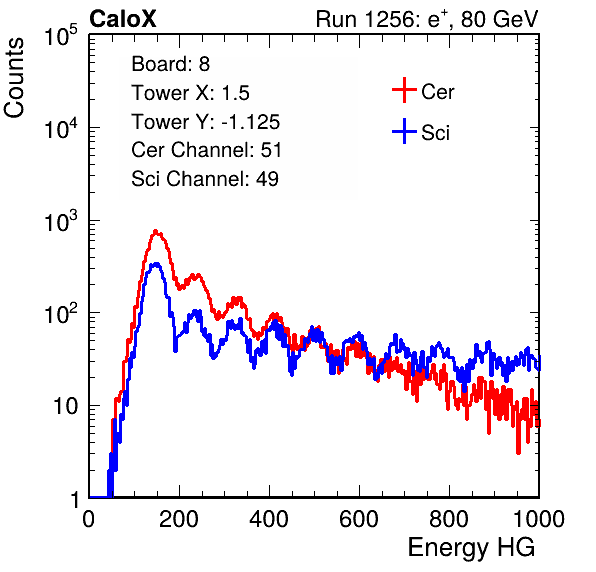 CaloX Run 1256: e+, 80 GeV
Counts
Board: 8
Tower X: 1.5
Tower Y: -1.125
Cer Channel: 51
Sci Channel: 49
Cer
Sci
10^5
10^4
10^3
10^2
10
1
0 200 400 600 800 1000
Energy HG